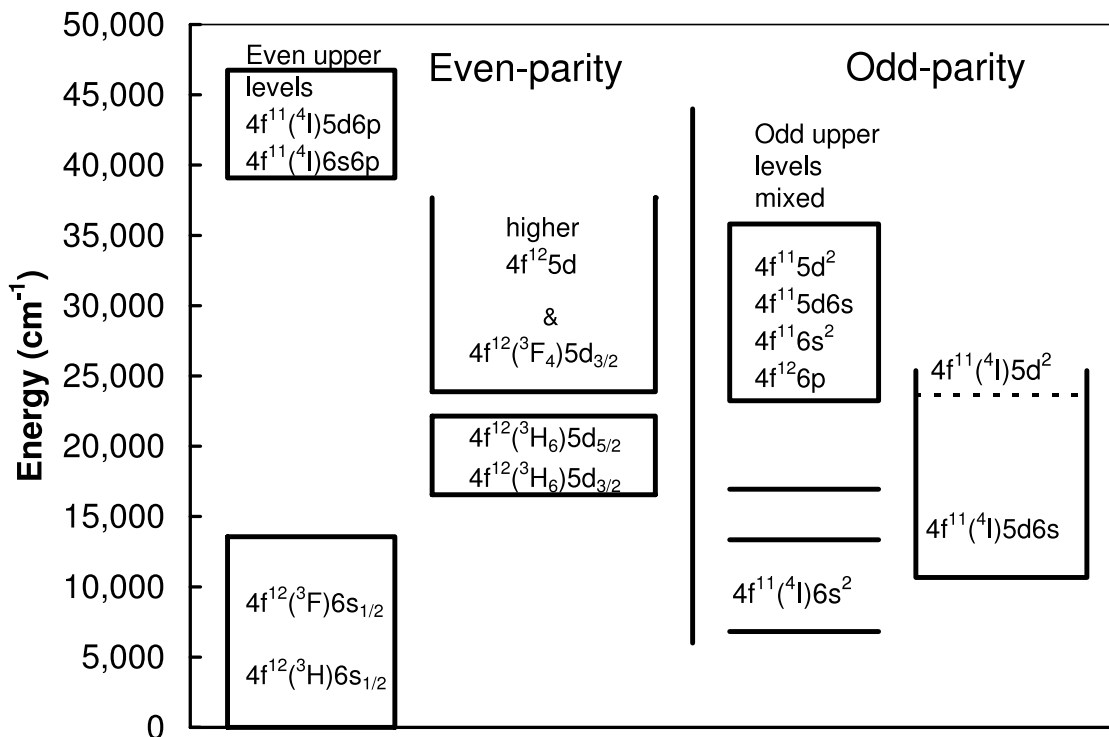 50,000
45,000
40,000
35,000
30,000
25,000
20,000
15,000
10,000
5,000
0
Energy (cm⁻¹)
Even upper
levels
4f¹¹(⁴I)5d6p
4f¹¹(⁴I)6s6p
4f¹²(³F)6s₁/₂
4f¹²(³H)6s₁/₂
Even-parity
higher
4f¹²5d
&
4f¹²(³F₄)5d₃/₂
4f¹²(³H₆)5d₅/₂
4f¹²(³H₆)5d₃/₂
Odd-parity
Odd upper
levels
mixed
4f¹¹5d²
4f¹¹5d6s
4f¹¹6s²
4f¹²6p
4f¹¹(⁴I)6s²
4f¹¹(⁴I)5d²
4f¹¹(⁴I)5d6s